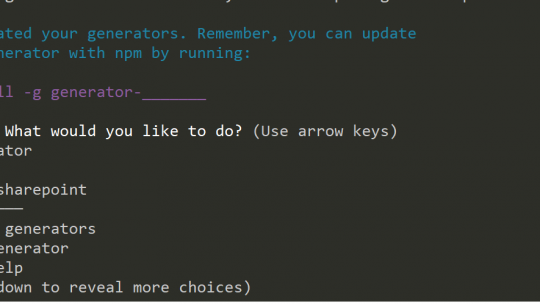 ated your generators. Remember, you can update
nerator with npm by running:
ll -g generator-_______
What would you like to do? (Use arrow keys)
ator
sharepoint
generators
enerator
elp
down to reveal more choices)